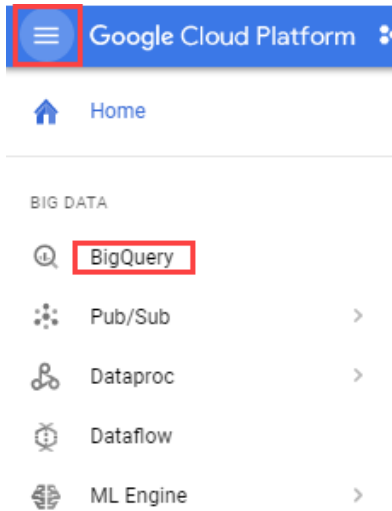 Google Cloud Platform
Home
BIG DATA
BigQuery
Pub/Sub
Dataproc
Dataflow
ML Engine